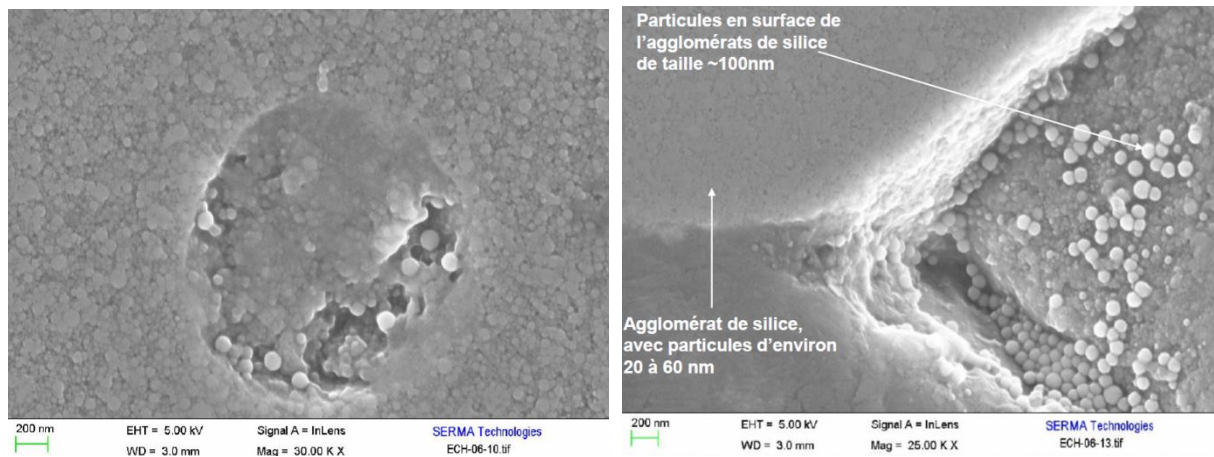 200 nm
EHT = 5.00 kV
Signal A = InLens
SERMA Technologies
WD = 3.0 mm
Mag = 30.00 K X
ECH-06-10.tif
Particules en surface de
l'agglomérats de silice
de taille ~100nm
Agglomérat de silice,
avec particules d'environ
20 à 60 nm
200 nm
EHT = 5.00 kV
Signal A = InLens
SERMA Technologies
WD = 3.0 mm
Mag = 25.00 K X
ECH-06-13.tif